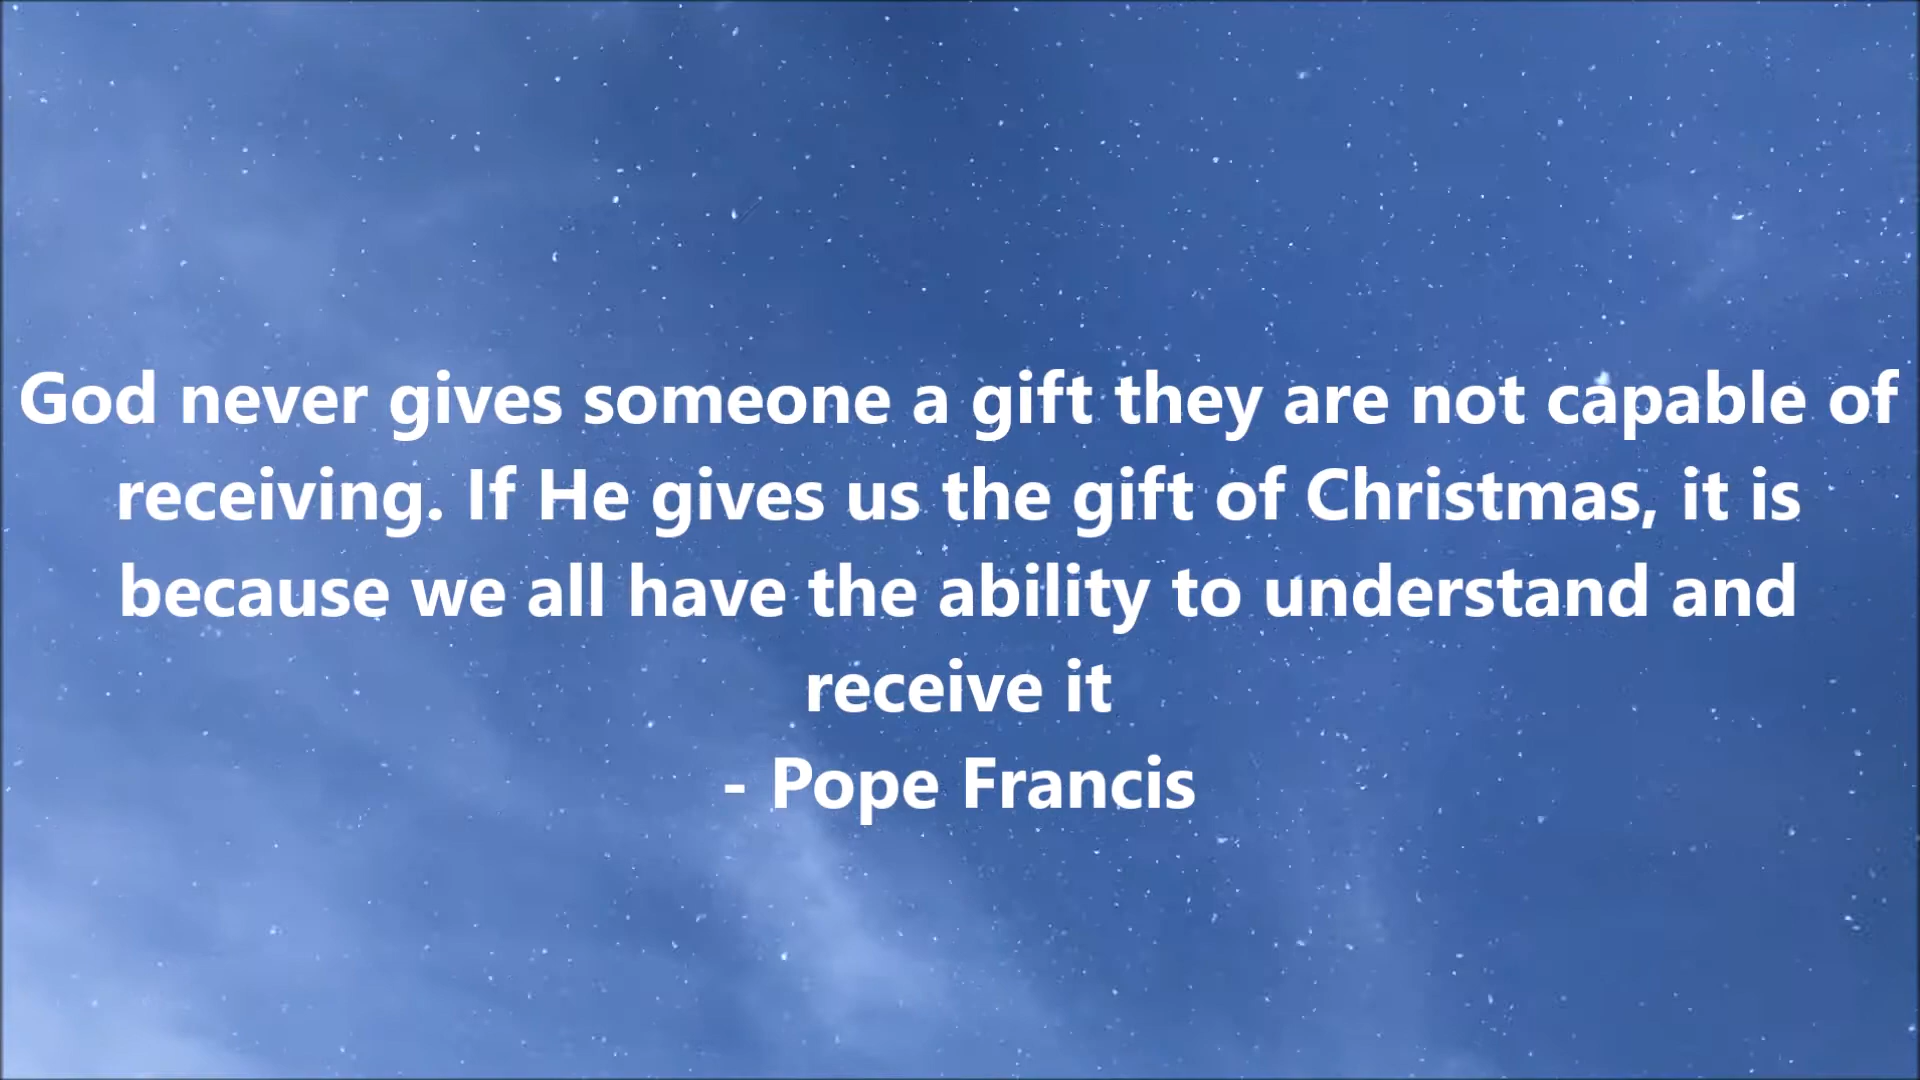 God never gives someone a gift they are not capable of
receiving. If He gives us the gift of Christmas, it is
because we all have the ability to understand and
receive it
- Pope Francis